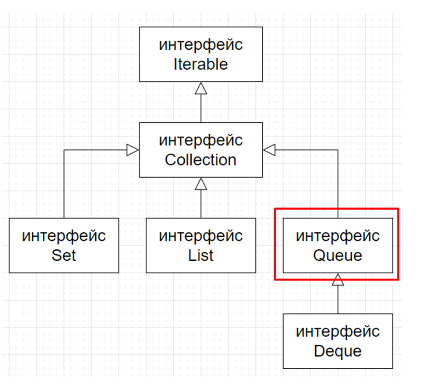 интерфейс
Iterable
интерфейс
Collection
интерфейс
Set
интерфейс
List
интерфейс
Queue
интерфейс
Deque